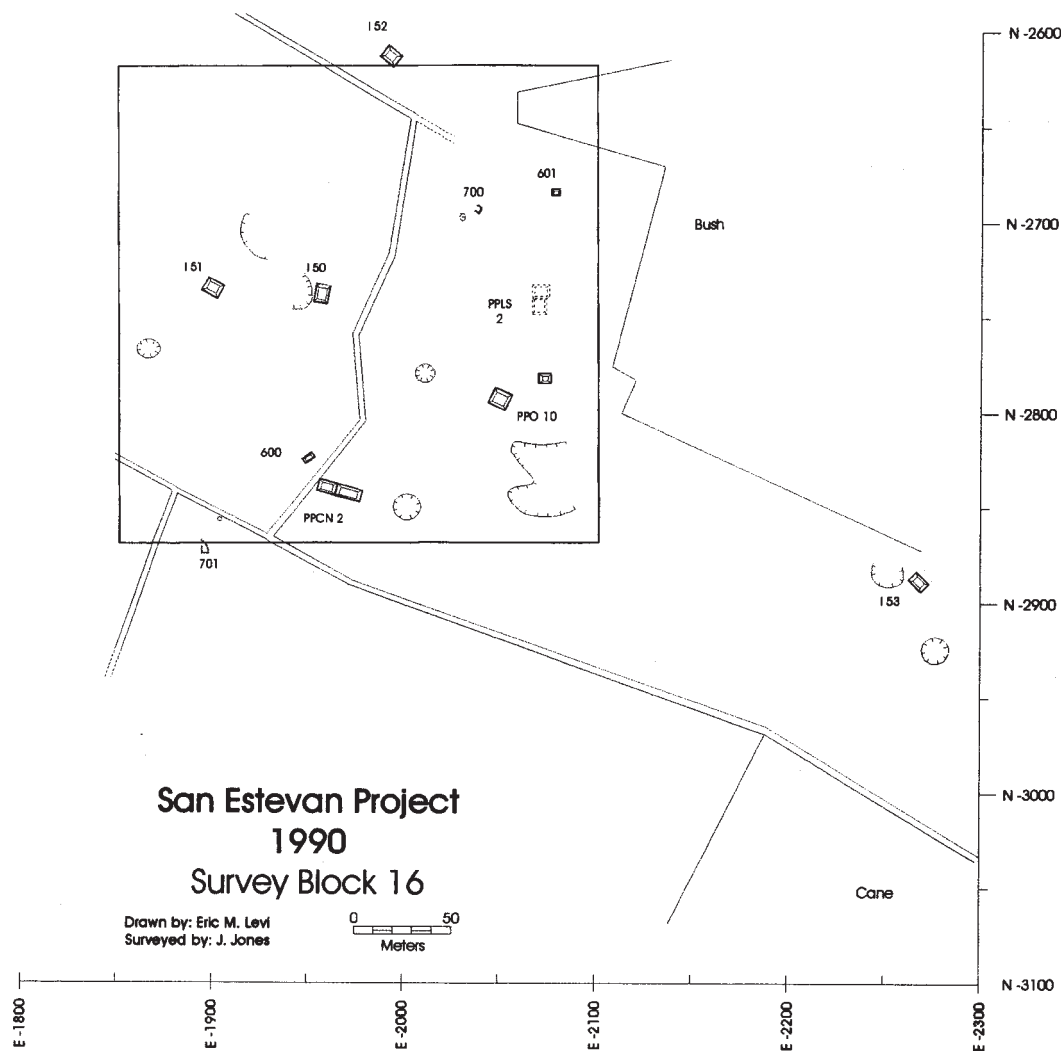 152
N -2600
601
700
Bush
N -2700
151
150
PPLS
2
PPO 10
N -2800
600
PPCN 2
701
153
N -2900
N -3000
San Estevan Project
1990
Survey Block 16
Cane
Drawn by: Eric M. Levi
Surveyed by: J. Jones
0 50
Meters
N -3100
E -1800
E -1900
E -2000
E -2100
E -2200
E -2300